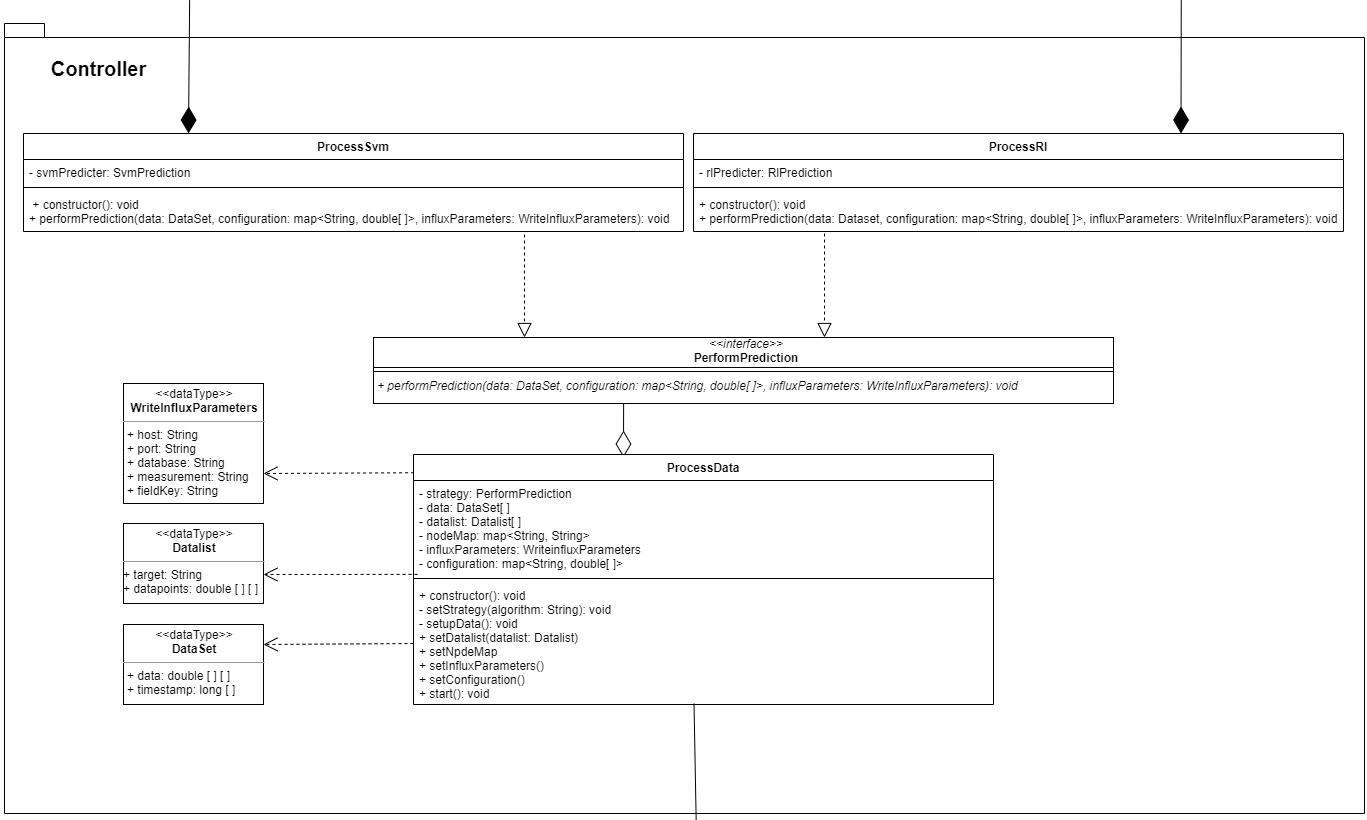 Controller
ProcessSvm
- svmPredicter: SvmPrediction
+ constructor(): void
+ performPrediction(data: DataSet, configuration: map<String, double[ ]>, influxParameters: WriteInfluxParameters): void
ProcessRl
- rlPredicter: RlPrediction
+ constructor(): void
+ performPrediction(data: Dataset, configuration: map<String, double[ ]>, influxParameters: WriteInfluxParameters): void
<<interface>>
PerformPrediction
+ performPrediction(data: DataSet, configuration: map<String, double[ ]>, influxParameters: WriteInfluxParameters): void
<<dataType>>
WriteInfluxParameters
+ host: String
+ port: String
+ database: String
+ measurement: String
+ fieldKey: String
<<dataType>>
Datalist
+ target: String
+ datapoints: double [ ] [ ]
<<dataType>>
DataSet
+ data: double [ ] [ ]
+ timestamp: long [ ]
ProcessData
- strategy: PerformPrediction
- data: DataSet[ ]
- datalist: Datalist[ ]
- nodeMap: map<String, String>
- influxParameters: WriteinfluxParameters
- configuration: map<String, double[ ]>
+ constructor(): void
- setStrategy(algorithm: String): void
- setupData(): void
+ setDatalist(datalist: Datalist)
+ setNpdeMap
+ setInfluxParameters()
+ setConfiguration()
+ start(): void